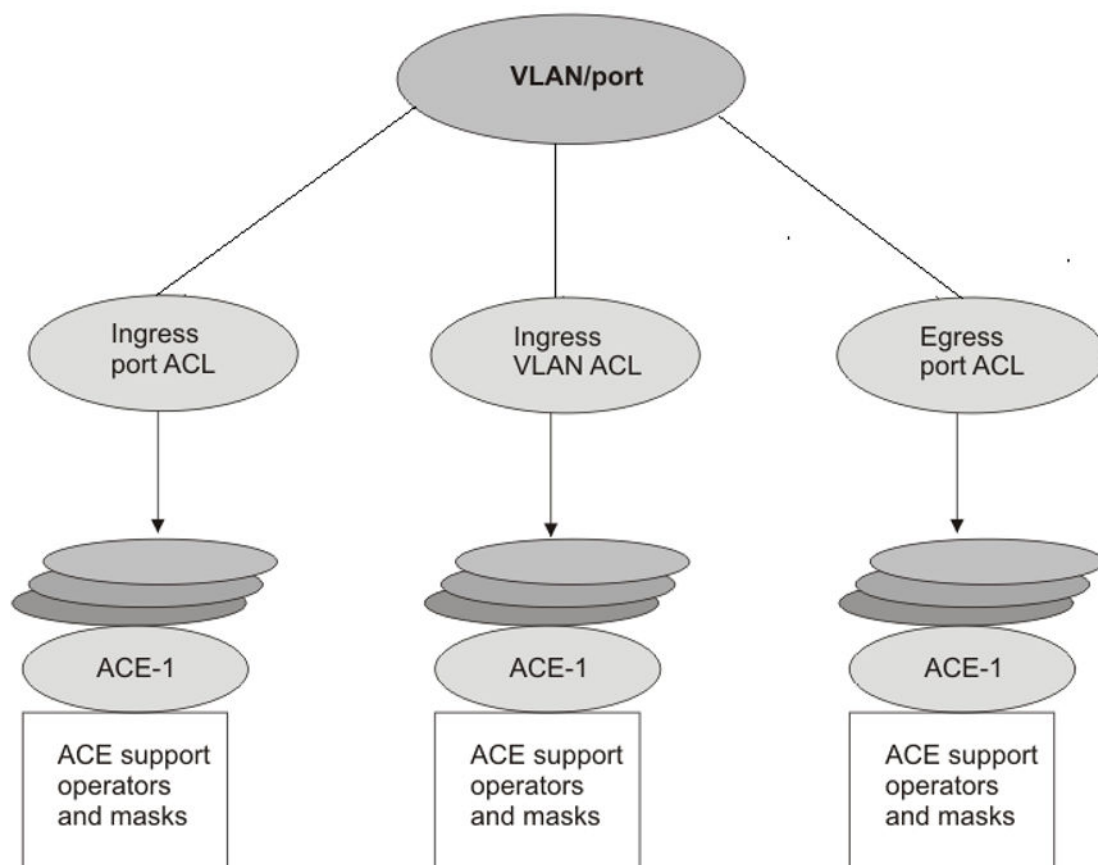 VLAN/port
Ingress
port ACL
Ingress
VLAN ACL
Egress
port ACL
ACE-1
ACE-1
ACE-1
ACE support
operators
and masks
ACE support
operators
and masks
ACE support
operators
and masks